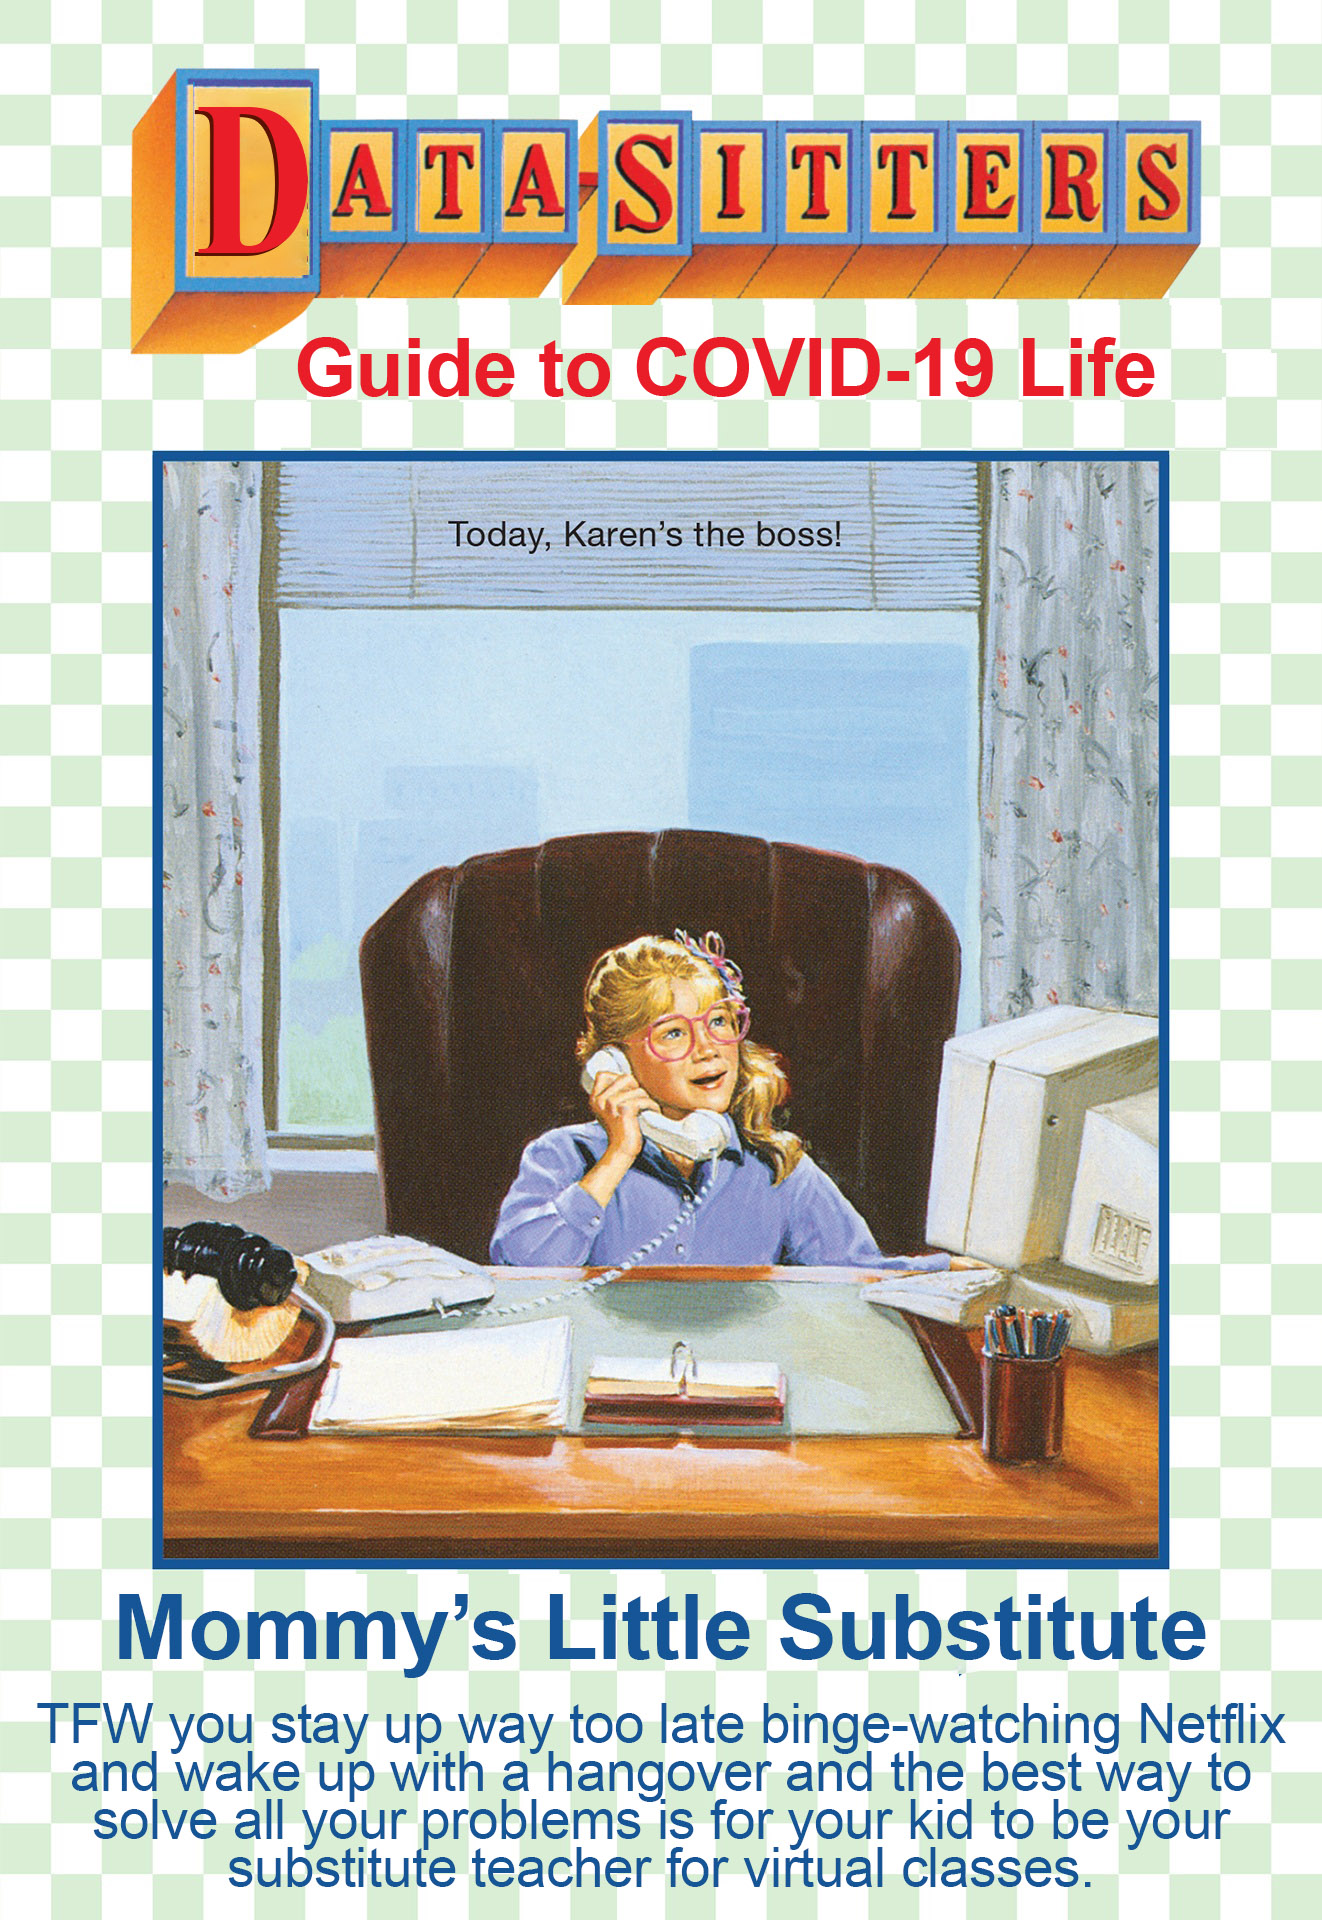 DATA-SITTERS
Guide to COVID-19 Life
Today, Karen's the boss!
Mommy's Little Substitute
TFW you stay up way too late binge-watching Netflix
and wake up with a hangover and the best way to
solve all your problems is for your kid to be your
substitute teacher for virtual classes.